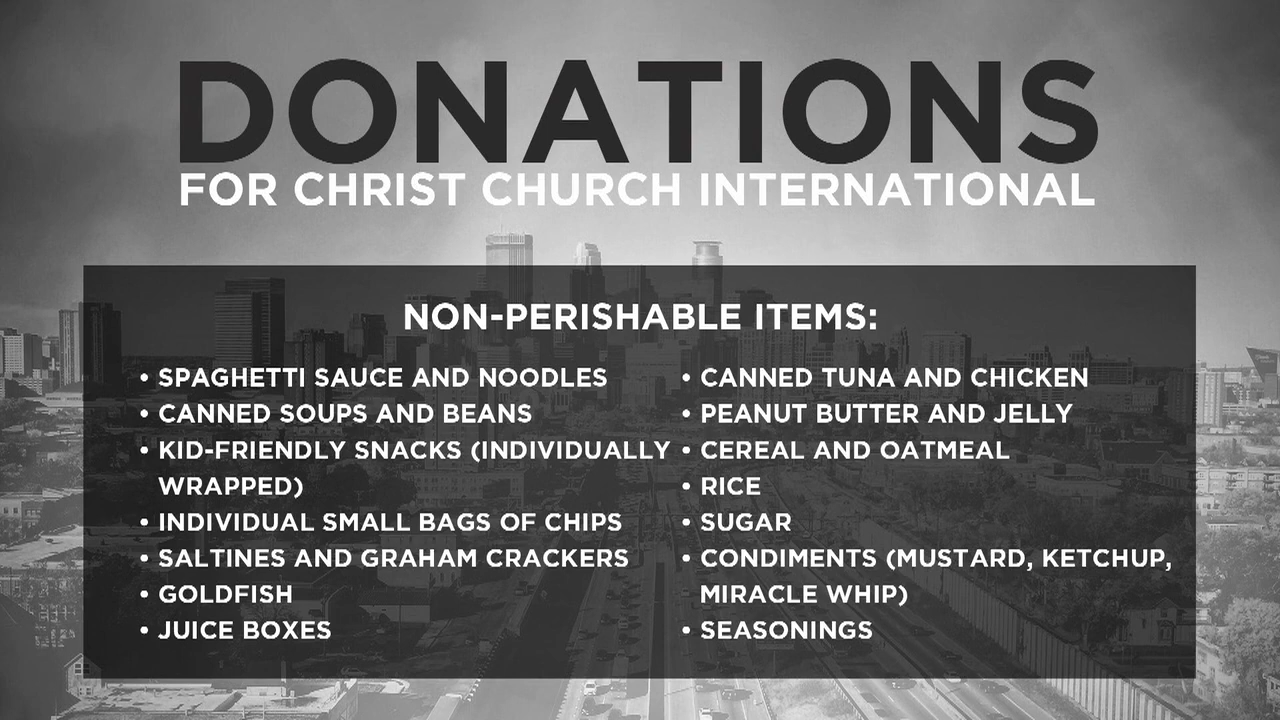 DONATIONS
FOR CHRIST CHURCH INTERNATIONAL
NON-PERISHABLE ITEMS:
• SPAGHETTI SAUCE AND NOODLES
• CANNED SOUPS AND BEANS
• KID-FRIENDLY SNACKS (INDIVIDUALLY
WRAPPED)
• INDIVIDUAL SMALL BAGS OF CHIPS
• SALTINES AND GRAHAM CRACKERS
• GOLDFISH
• JUICE BOXES
• CANNED TUNA AND CHICKEN
• PEANUT BUTTER AND JELLY
• CEREAL AND OATMEAL
• RICE
• SUGAR
• CONDIMENTS (MUSTARD, KETCHUP,
MIRACLE WHIP)
• SEASONINGS